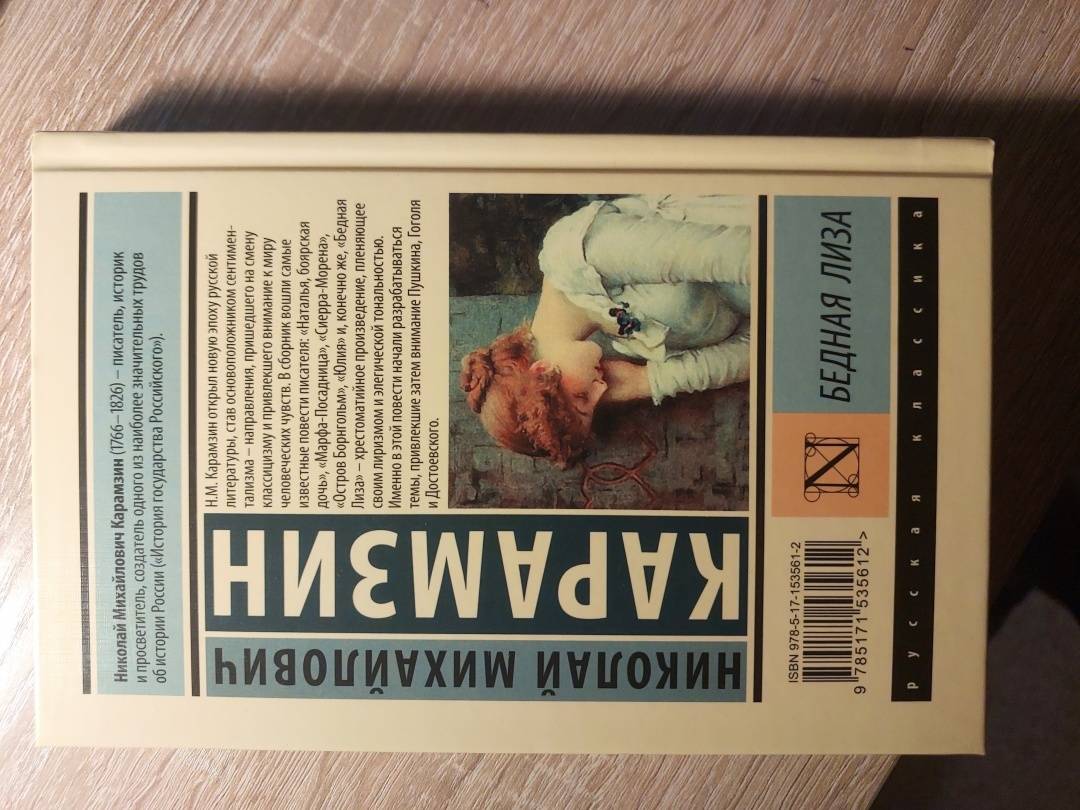 Николай Михайлович Карамзин (1766–1826) – писатель, историк
и просветитель, создатель одного из наиболее значительных трудов
об истории России («История государства Российского»).
Н.М. Карамзин открыл новую эпоху русской
литературы, став основоположником сентимен-
тализма – направления, пришедшего на смену
классицизму и привлекшего внимание к миру
человеческих чувств. В сборник вошли самые
известные повести писателя: «Наталья, боярская
дочь», «Марфа-Посадница», «Сиерра-Морена»,
«Остров Борнгольм», «Юлия» и, конечно же, «Бедная
Лиза» – хрестоматийное произведение, пленяющее
своим лиризмом и элегической тональностью.
Именно в этой повести начали разрабатываться
темы, привлекшие затем внимание Пушкина, Гоголя
и Достоевского.
НИКОЛАЙ МИХАЙЛОВИЧ
КАРАМЗИН
БЕДНАЯ ЛИЗА
ISBN 978-5-17-153561-2
9 785171 535612 >
русская классика